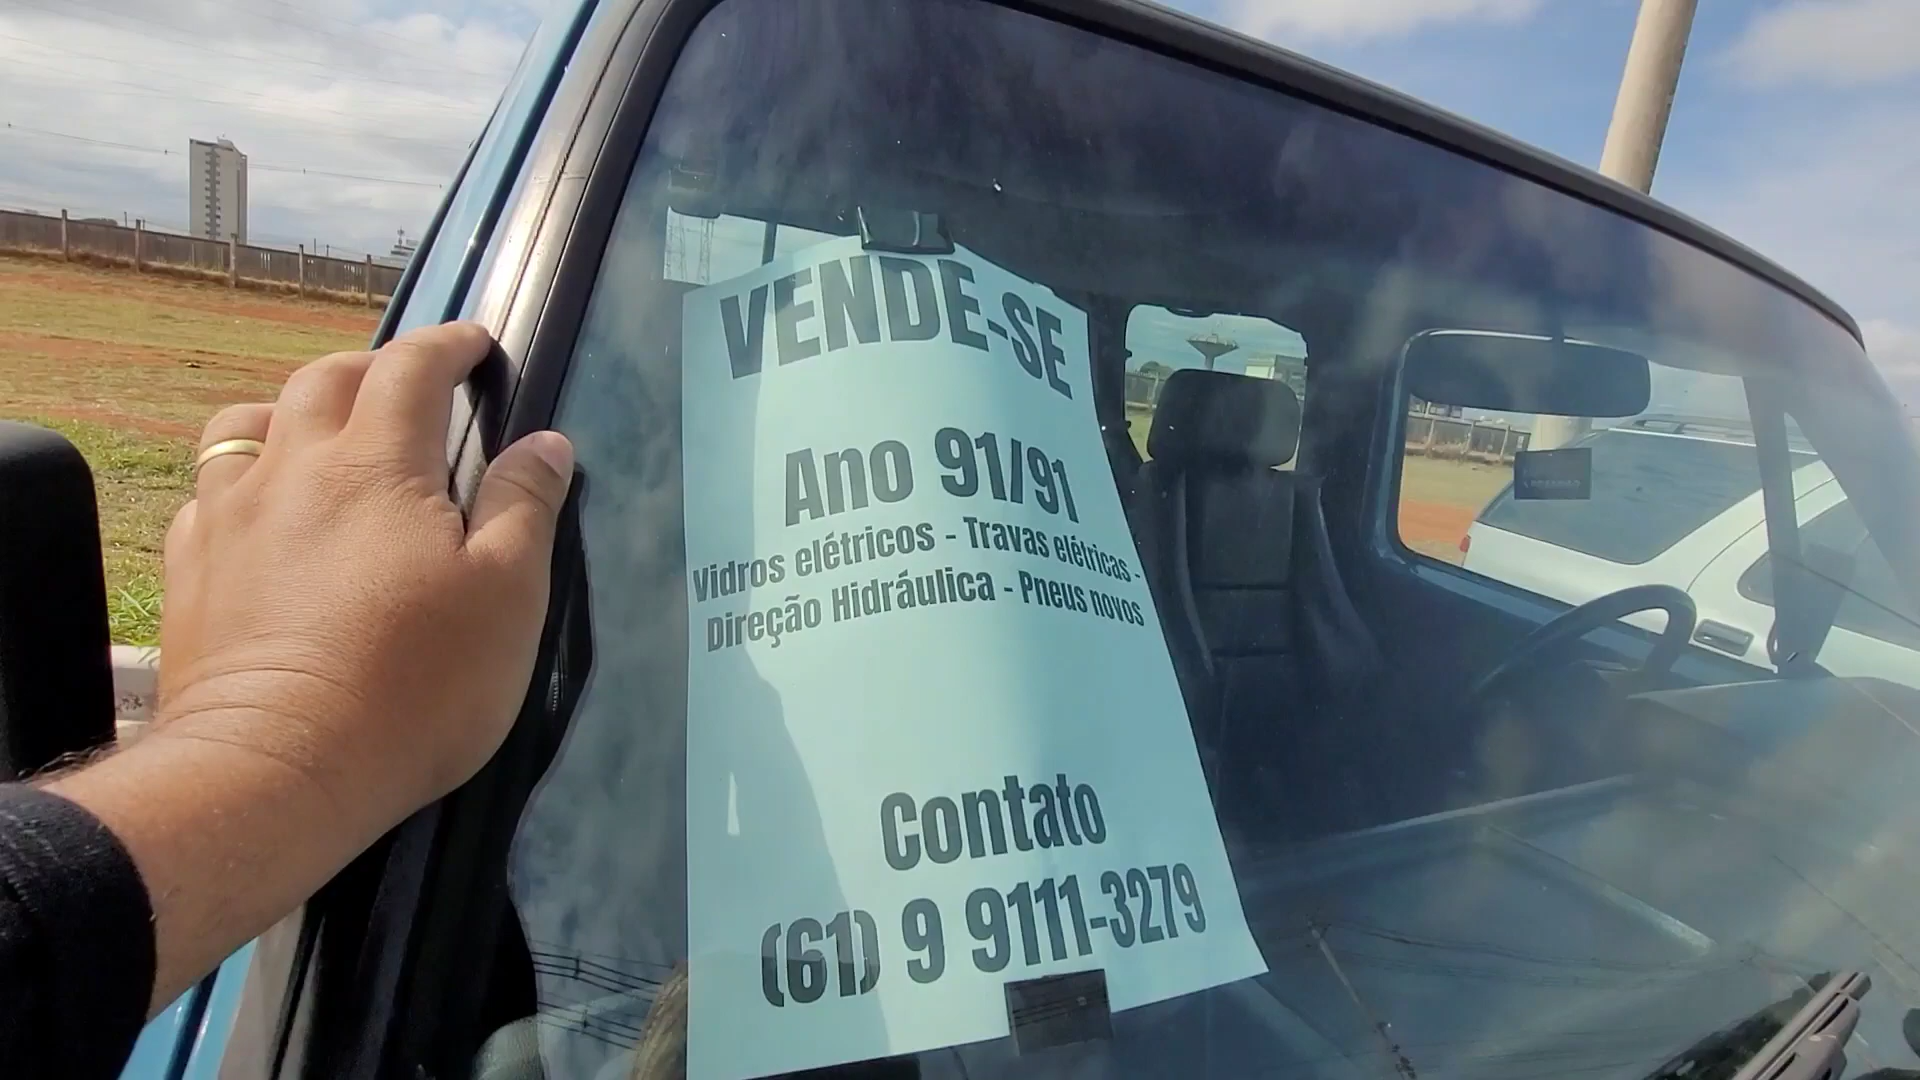 VENDE-SE
Ano 91/91
Vidros elétricos - Travas elétricas -
Direção Hidráulica - Pneus novos
Contato
(61) 9 9111-3279